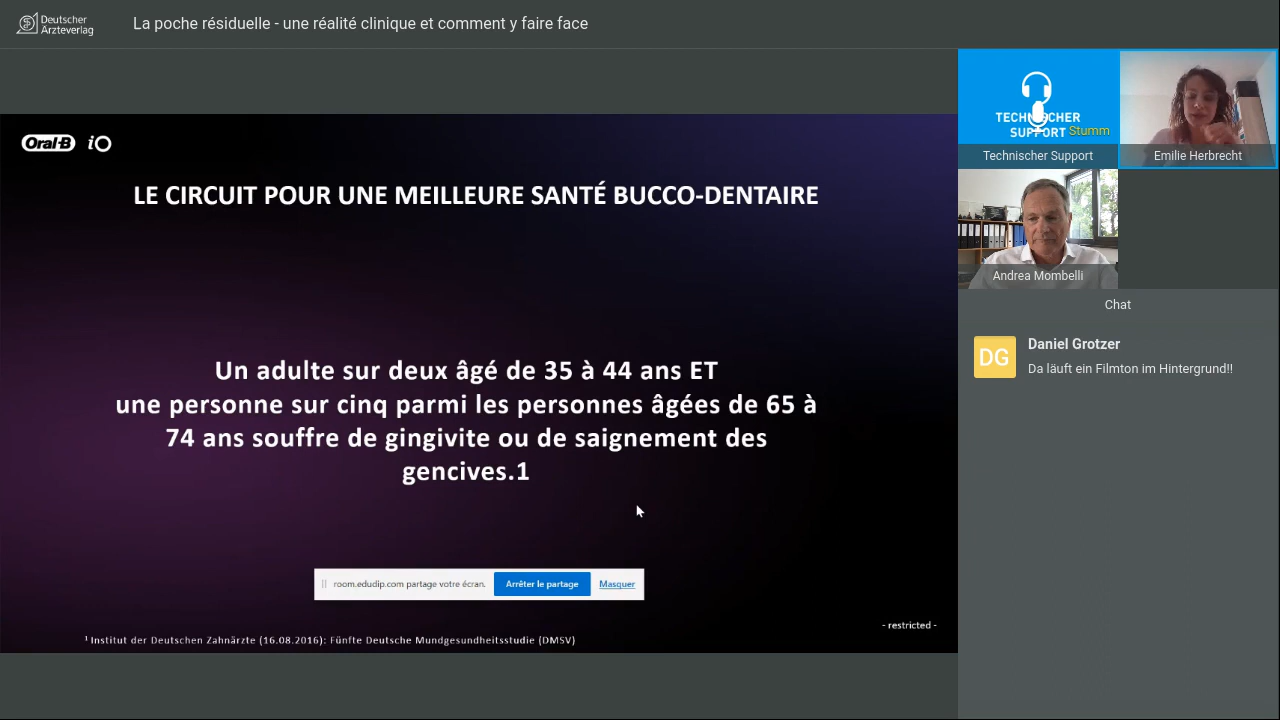 Deutscher
Ärzteverlag
La poche résiduelle - une réalité clinique et comment y faire face
Oral-B iO
LE CIRCUIT POUR UNE MEILLEURE SANTÉ BUCCO-DENTAIRE
Un adulte sur deux âgé de 35 à 44 ans ET
une personne sur cinq parmi les personnes âgées de 65 à
74 ans souffre de gingivite ou de saignement des
gencives.1
room.edudip.com partage votre écran. Arrêter le partage Masquer
- restricted -
1 Institut der Deutschen Zahnärzte (16.08.2016): Fünfte Deutsche Mundgesundheitsstudie (DMSV)
TECHNISCHER
SUPPORT Stumm
Technischer Support
Emilie Herbrecht
Andrea Mombelli
Chat
DG
Daniel Grotzer
Da läuft ein Filmton im Hintergrund!!